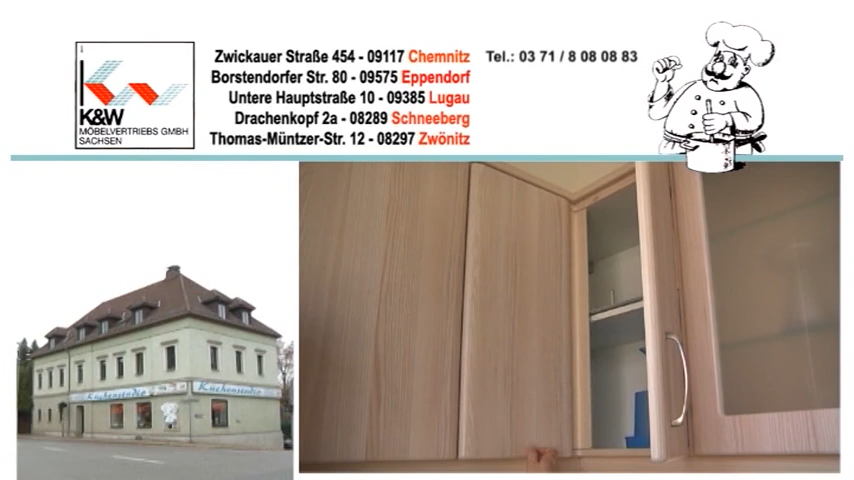 K&W
MÖBELVERTRIEBS GMBH
SACHSEN
Zwickauer Straße 454 - 09117 Chemnitz
Tel.: 03 71 / 8 08 08 83
Borstendorfer Str. 80 - 09575 Eppendorf
Untere Hauptstraße 10 - 09385 Lugau
Drachenkopf 2a - 08289 Schneeberg
Thomas-Müntzer-Str. 12 - 08297 Zwönitz
Küchenstudio
Küchenstudio